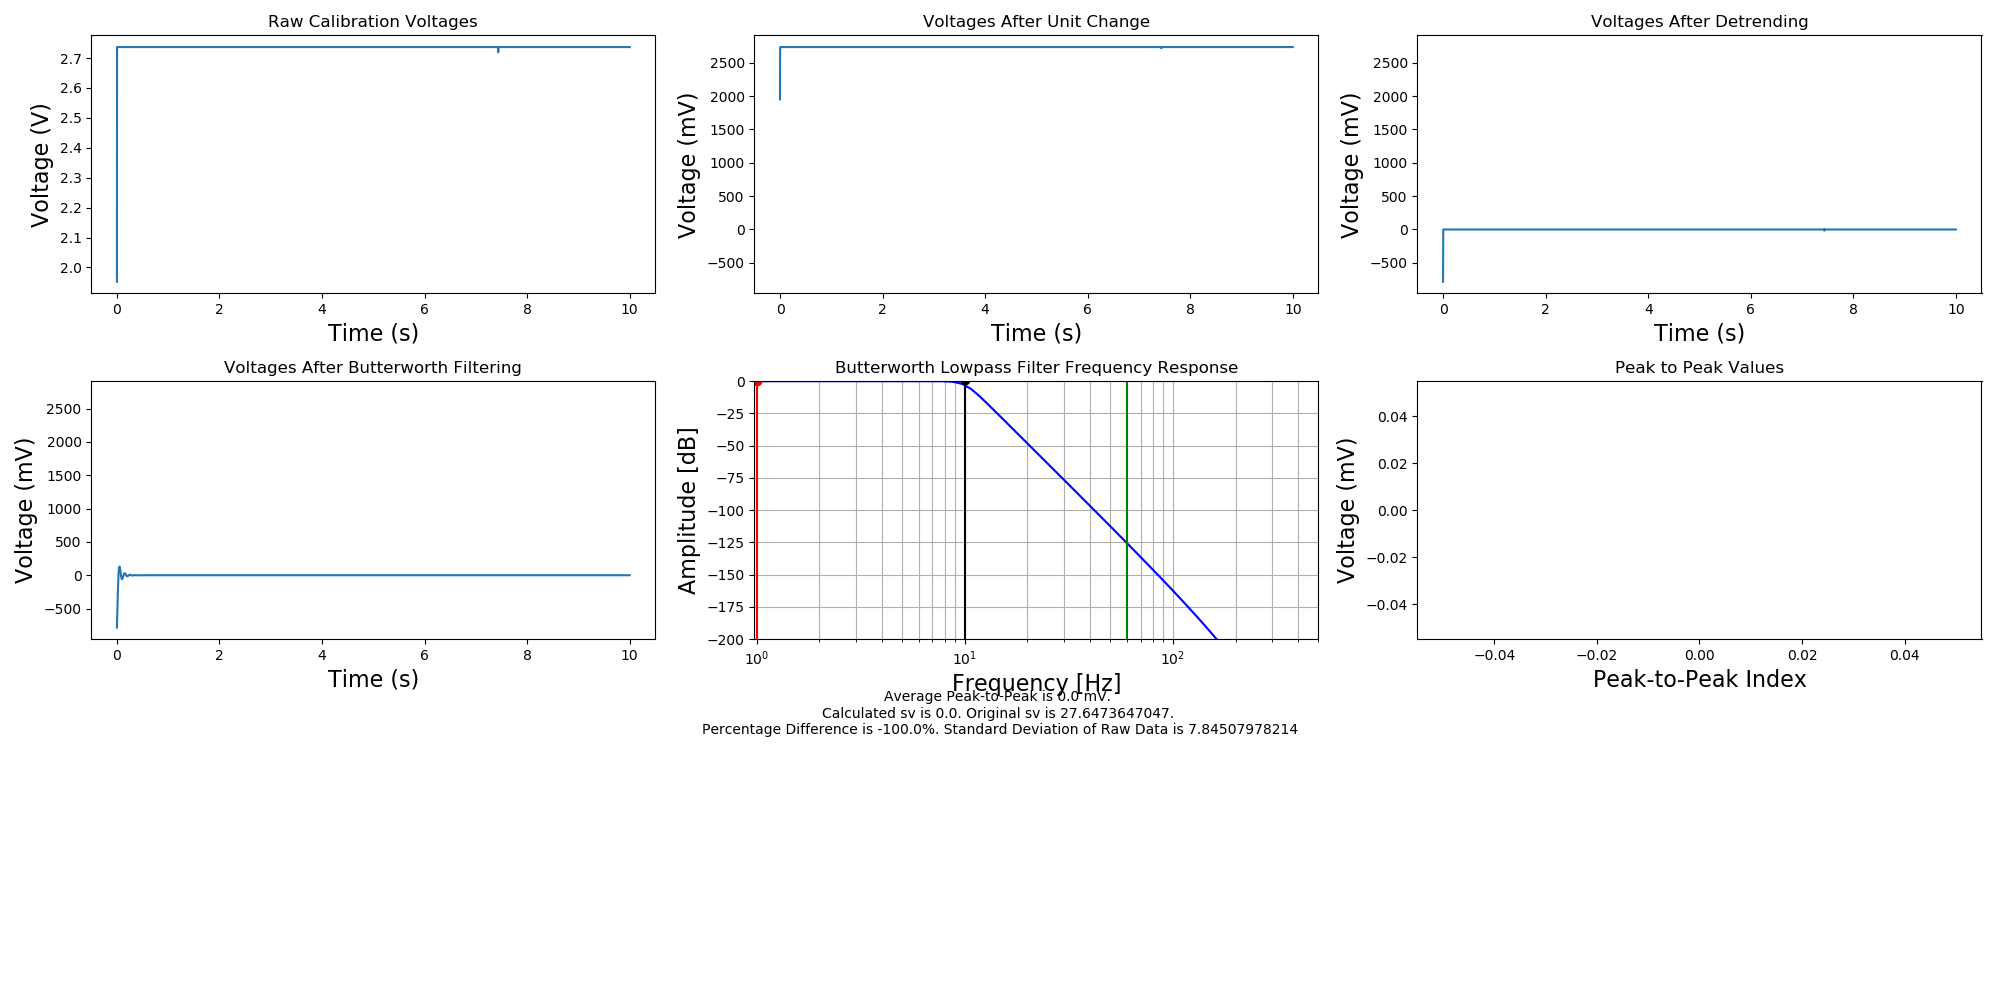 Raw Calibration Voltages
Voltage (V)
2.7
2.6
2.5
2.4
2.3
2.2
2.1
2.0
0 2 4 6 8 10
Time (s)
Voltages After Unit Change
Voltage (mV)
2500
2000
1500
1000
500
0
−500
0 2 4 6 8 10
Time (s)
Voltages After Detrending
Voltage (mV)
2500
2000
1500
1000
500
0
−500
0 2 4 6 8 10
Time (s)
Voltages After Butterworth Filtering
Voltage (mV)
2500
2000
1500
1000
500
0
−500
0 2 4 6 8 10
Time (s)
Butterworth Lowpass Filter Frequency Response
Amplitude [dB]
0
−25
−50
−75
−100
−125
−150
−175
−200
10⁰ 10¹ 10²
Frequency [Hz]
Peak to Peak Values
Voltage (mV)
0.04
0.02
0.00
−0.02
−0.04
−0.04 −0.02 0.00 0.02 0.04
Peak-to-Peak Index
Average Peak-to-Peak is 0.0 mV.
Calculated sv is 0.0. Original sv is 27.6473647047.
Percentage Difference is -100.0%. Standard Deviation of Raw Data is 7.84507978214